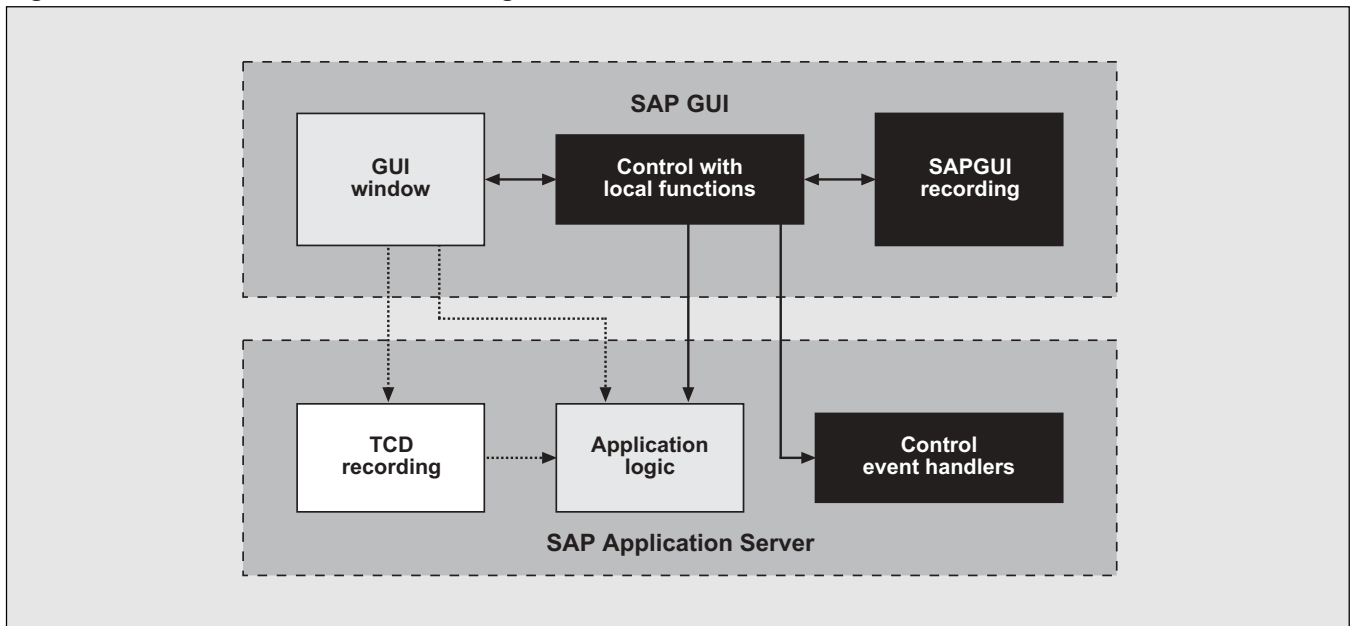 SAP GUI
GUI
window
Control with
local functions
SAPGUI
recording
TCD
recording
Application
logic
Control
event handlers
SAP Application Server